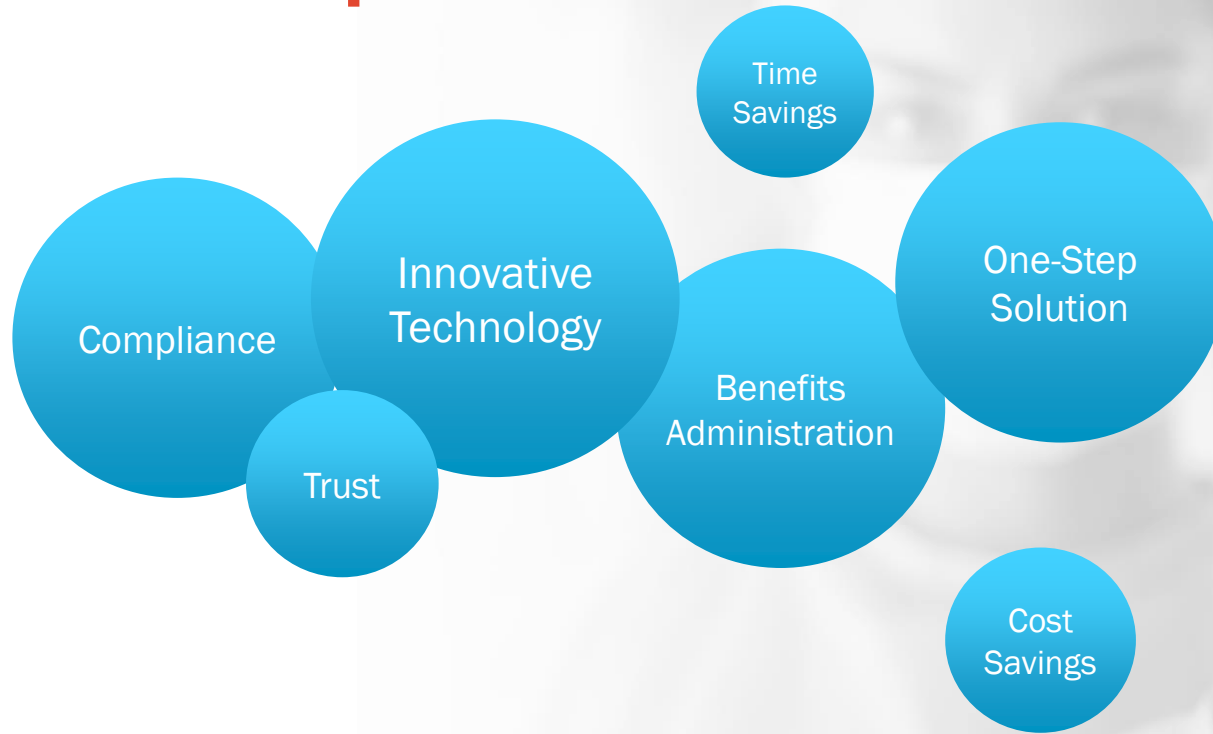 Time
Savings
Compliance
Innovative
Technology
One-Step
Solution
Trust
Benefits
Administration
Cost
Savings